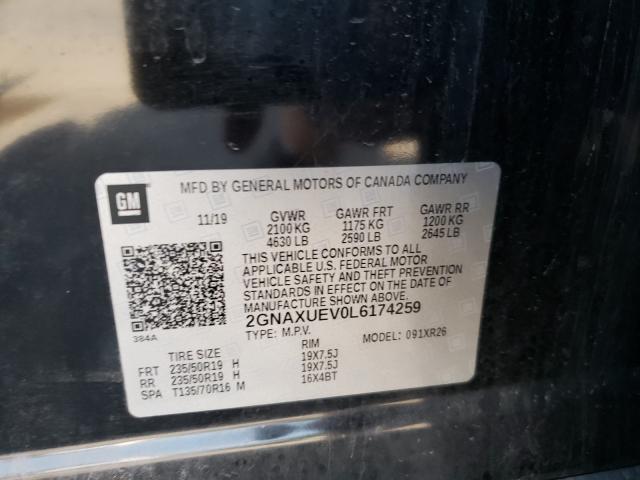 MFD BY GENERAL MOTORS OF CANADA COMPANY
GM
11/19 GVWR GAWR FRT GAWR RR
2100 KG 1175 KG 1200 KG
4630 LB 2590 LB 2645 LB
THIS VEHICLE CONFORMS TO ALL
APPLICABLE U.S. FEDERAL MOTOR
VEHICLE SAFETY AND THEFT PREVENTION
STANDARDS IN EFFECT ON THE DATE OF
MANUFACTURE SHOWN ABOVE.
2GNAXUEV0L6174259
384A
TYPE: M.P.V. MODEL: 091XR26
TIRE SIZE RIM
FRT 235/50R19 H 19X7.5J
RR 235/50R19 H 19X7.5J
SPA T135/70R16 M 16X4BT